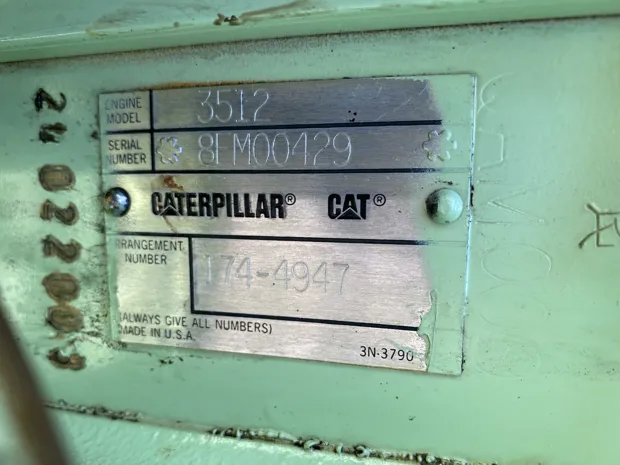 ENGINE MODEL 3512
SERIAL NUMBER 8FM00429
CATERPILLAR® CAT®
ARRANGEMENT NUMBER 174-4947
(ALWAYS GIVE ALL NUMBERS)
MADE IN U.S.A.
3N-3790